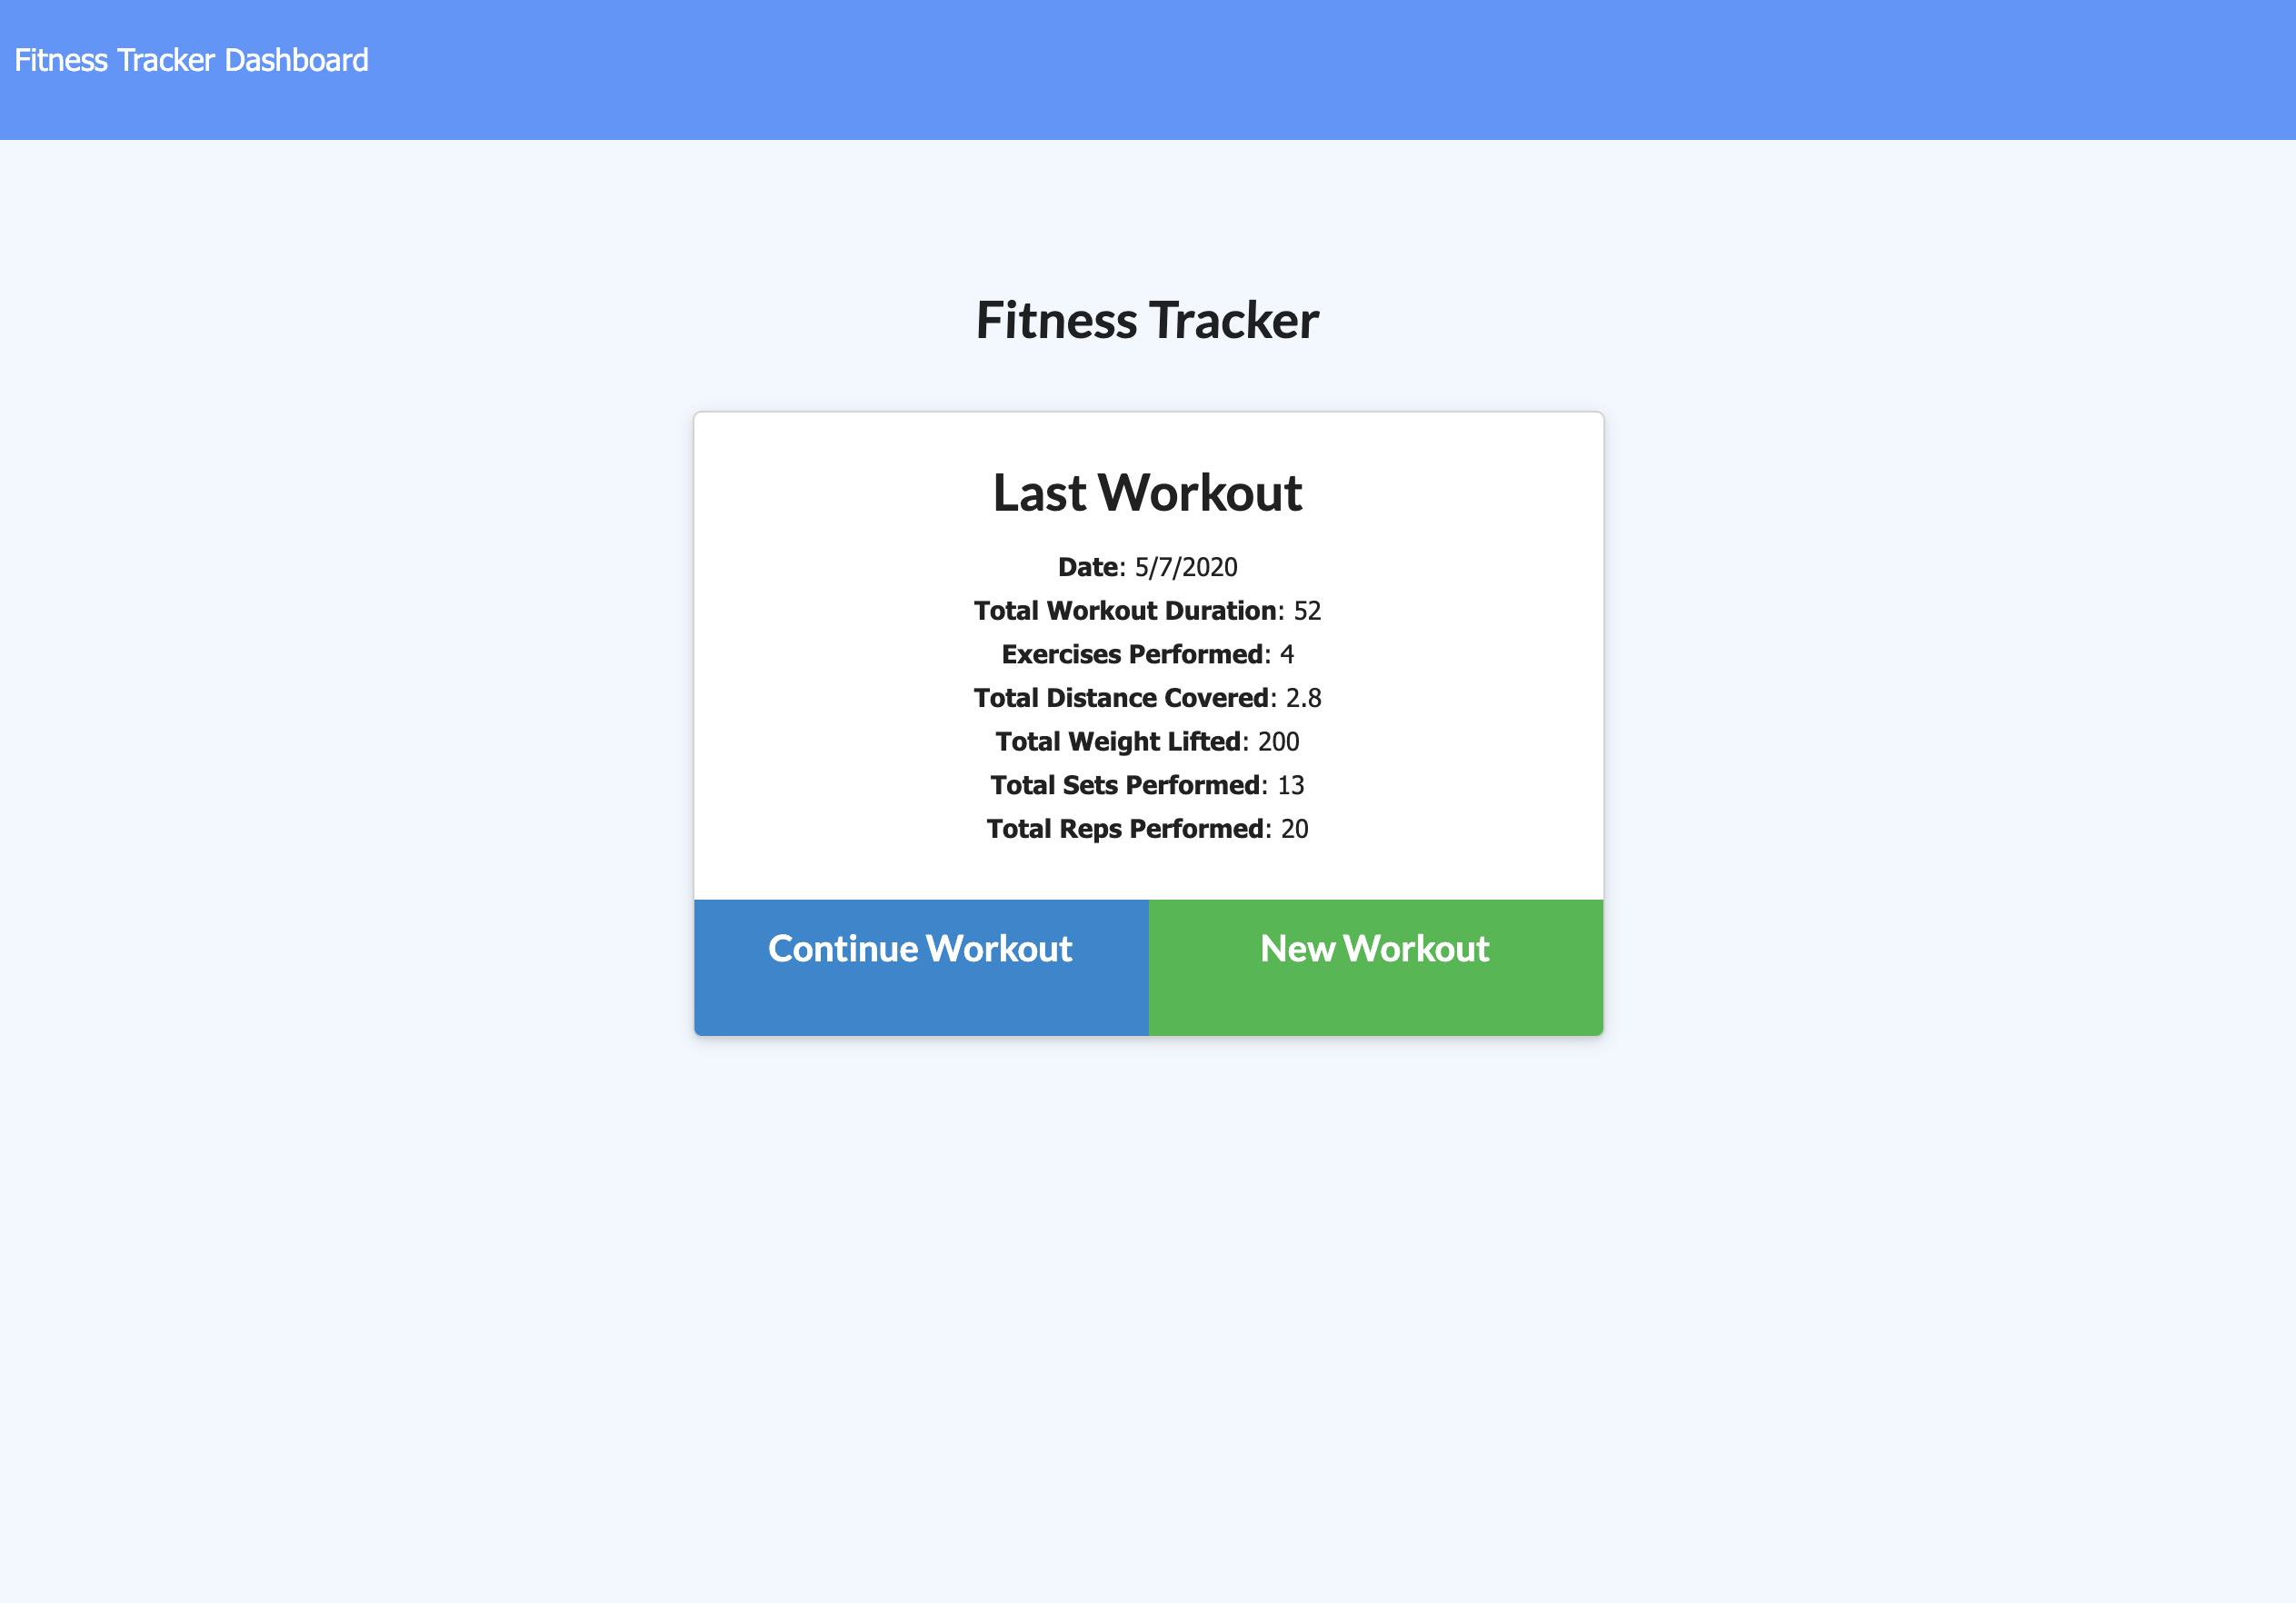 Fitness Tracker Dashboard
Fitness Tracker
Last Workout
Date: 5/7/2020
Total Workout Duration: 52
Exercises Performed: 4
Total Distance Covered: 2.8
Total Weight Lifted: 200
Total Sets Performed: 13
Total Reps Performed: 20
Continue Workout
New Workout